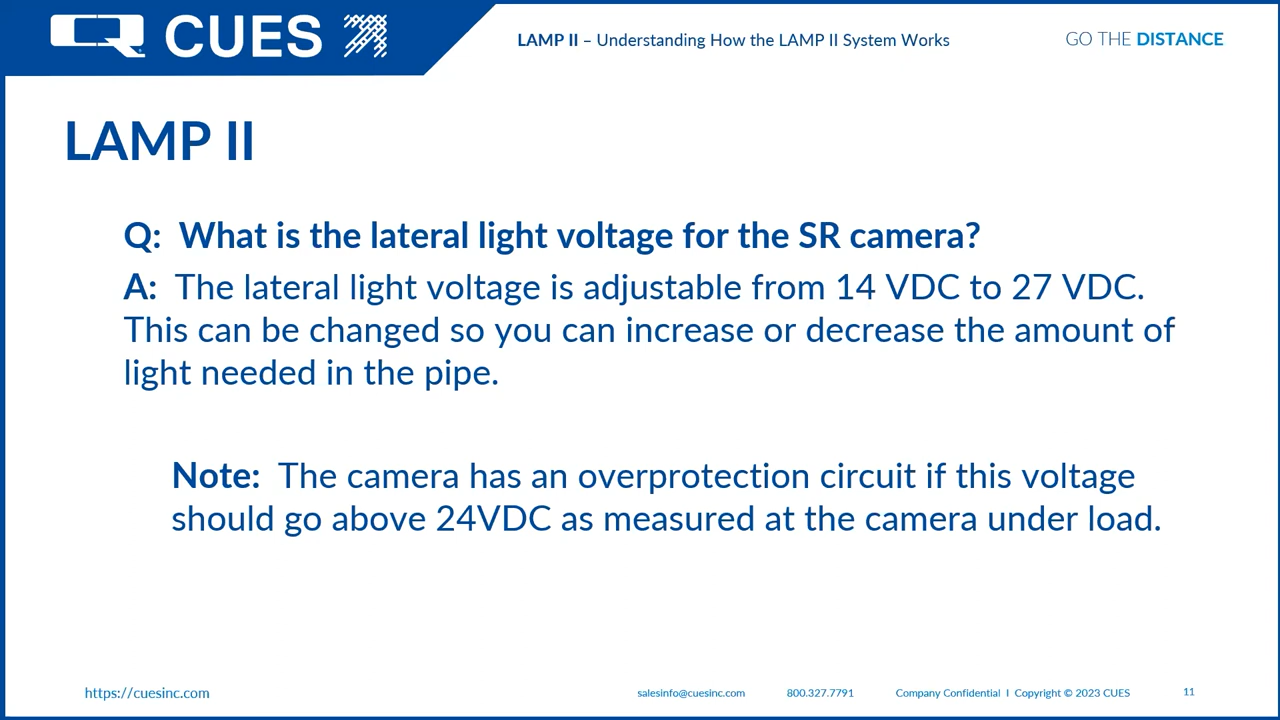 CUES
LAMP II – Understanding How the LAMP II System Works
GO THE DISTANCE
LAMP II
Q: What is the lateral light voltage for the SR camera?
A: The lateral light voltage is adjustable from 14 VDC to 27 VDC.
This can be changed so you can increase or decrease the amount of
light needed in the pipe.
Note: The camera has an overprotection circuit if this voltage
should go above 24VDC as measured at the camera under load.
https://cuesinc.com
salesinfo@cuesinc.com
800.327.7791
Company Confidential I Copyright © 2023 CUES
11